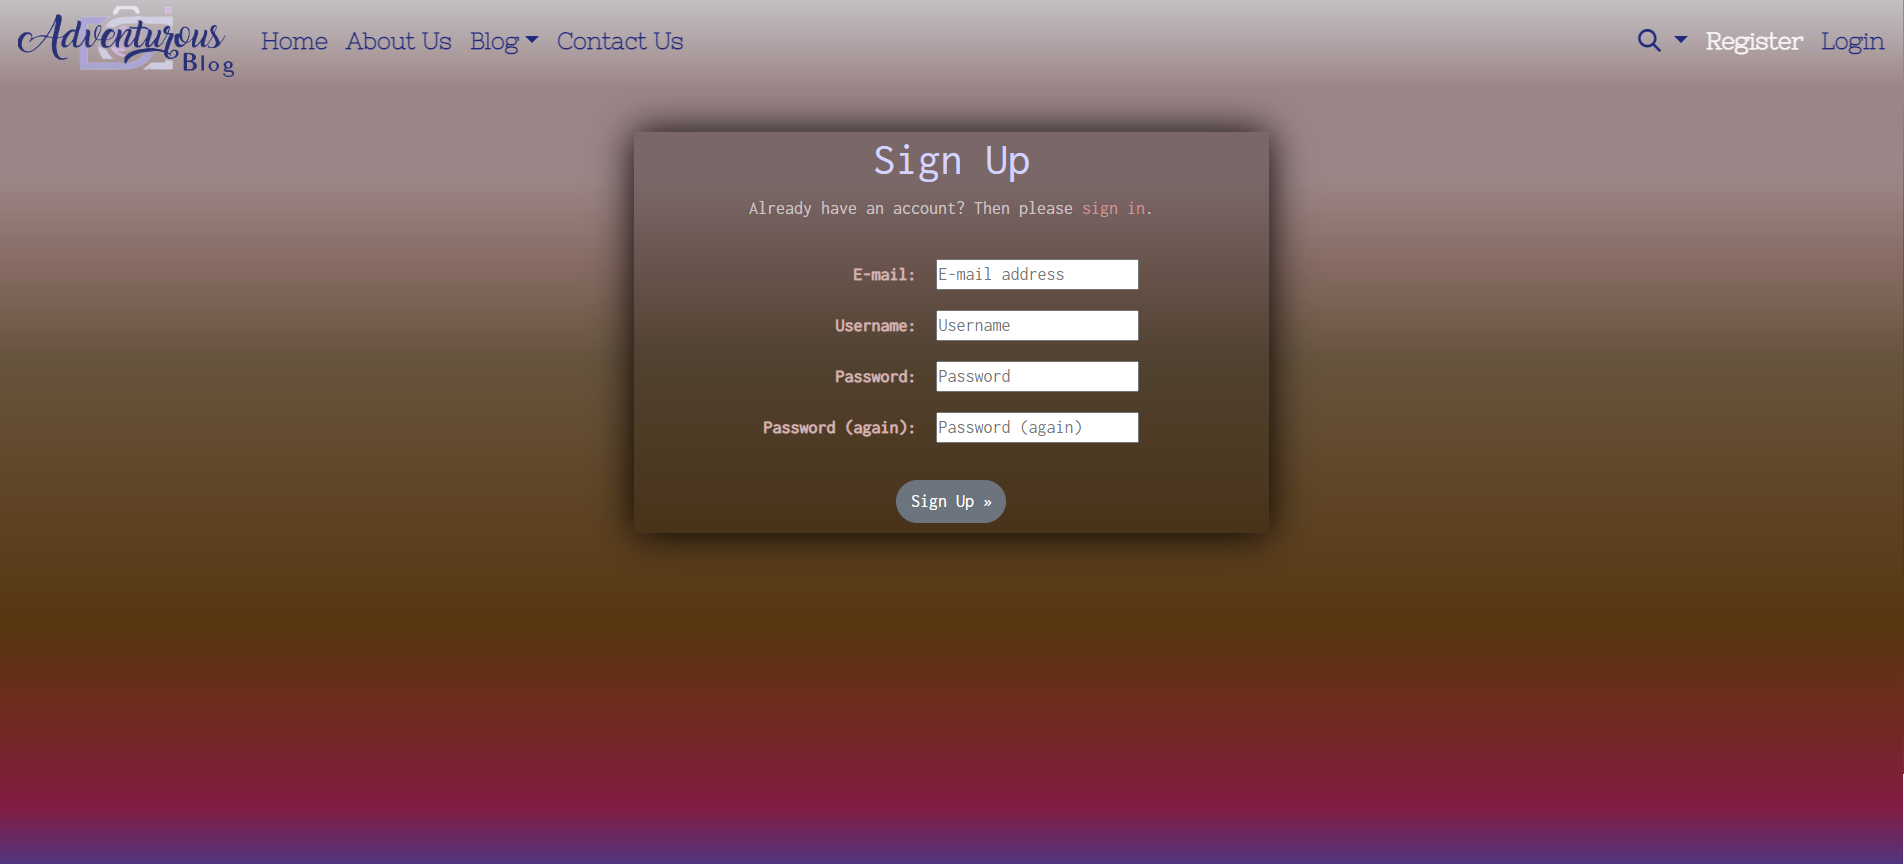 Adventurous
Blog
Home About Us Blog Contact Us
Register Login
Sign Up
Already have an account? Then please sign in.
E-mail: E-mail address
Username: Username
Password: Password
Password (again): Password (again)
Sign Up »